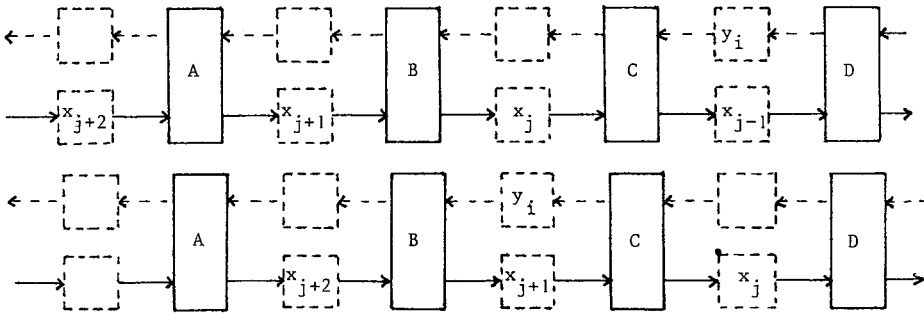 y_i
A B C D
x_{j+2} x_{j+1} x_j x_{j-1}
y_i
A B C D
x_{j+2} x_{j+1} x_j